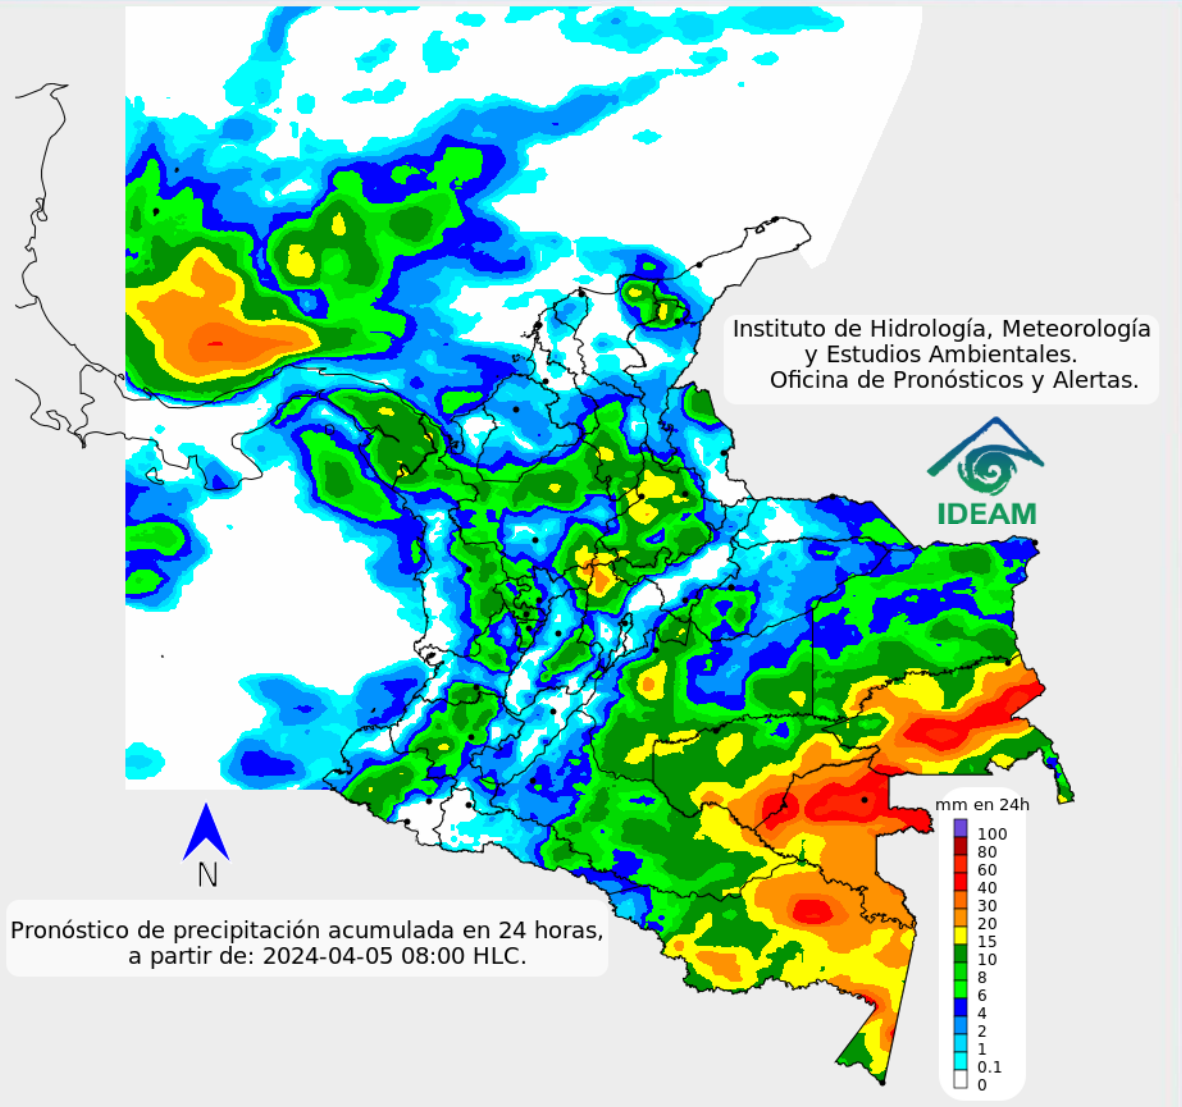 Instituto de Hidrología, Meteorología
y Estudios Ambientales.
Oficina de Pronósticos y Alertas.
IDEAM
mm en 24h
100
80
60
40
30
20
15
10
8
6
4
2
1
0.1
0
N
Pronóstico de precipitación acumulada en 24 horas,
a partir de: 2024-04-05 08:00 HLC.